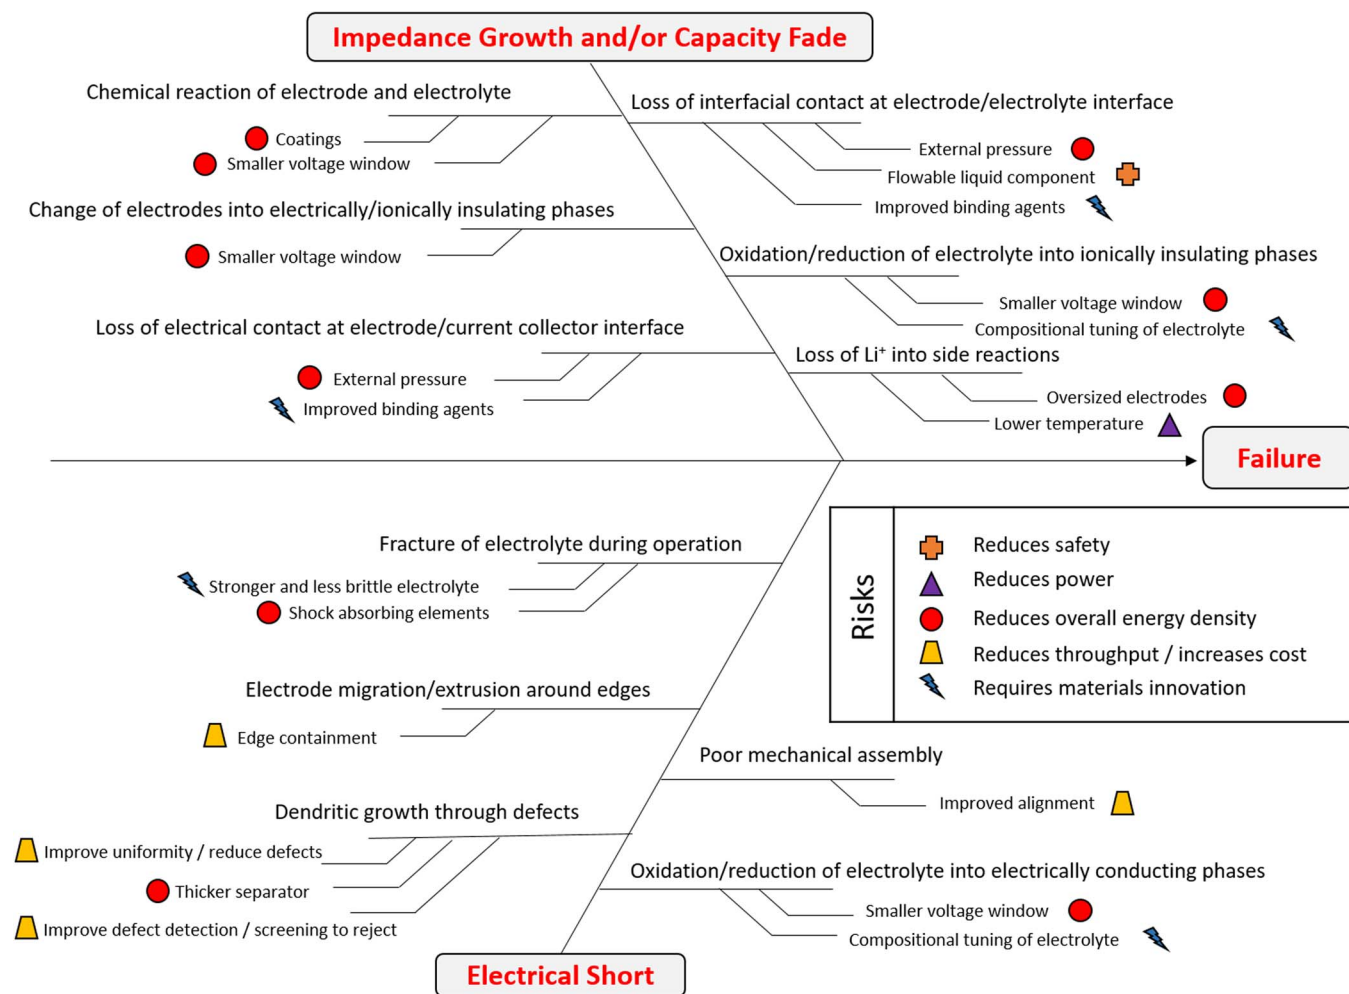 Impedance Growth and/or Capacity Fade
Chemical reaction of electrode and electrolyte
Coatings
Smaller voltage window
Change of electrodes into electrically/ionically insulating phases
Smaller voltage window
Loss of electrical contact at electrode/current collector interface
External pressure
Improved binding agents
Loss of interfacial contact at electrode/electrolyte interface
External pressure
Flowable liquid component
Improved binding agents
Oxidation/reduction of electrolyte into ionically insulating phases
Smaller voltage window
Compositional tuning of electrolyte
Loss of Li⁺ into side reactions
Oversized electrodes
Lower temperature
Failure
Fracture of electrolyte during operation
Stronger and less brittle electrolyte
Shock absorbing elements
Electrode migration/extrusion around edges
Edge containment
Dendritic growth through defects
Improve uniformity / reduce defects
Thicker separator
Improve defect detection / screening to reject
Risks
Reduces safety
Reduces power
Reduces overall energy density
Reduces throughput / increases cost
Requires materials innovation
Poor mechanical assembly
Improved alignment
Oxidation/reduction of electrolyte into electrically conducting phases
Smaller voltage window
Compositional tuning of electrolyte
Electrical Short